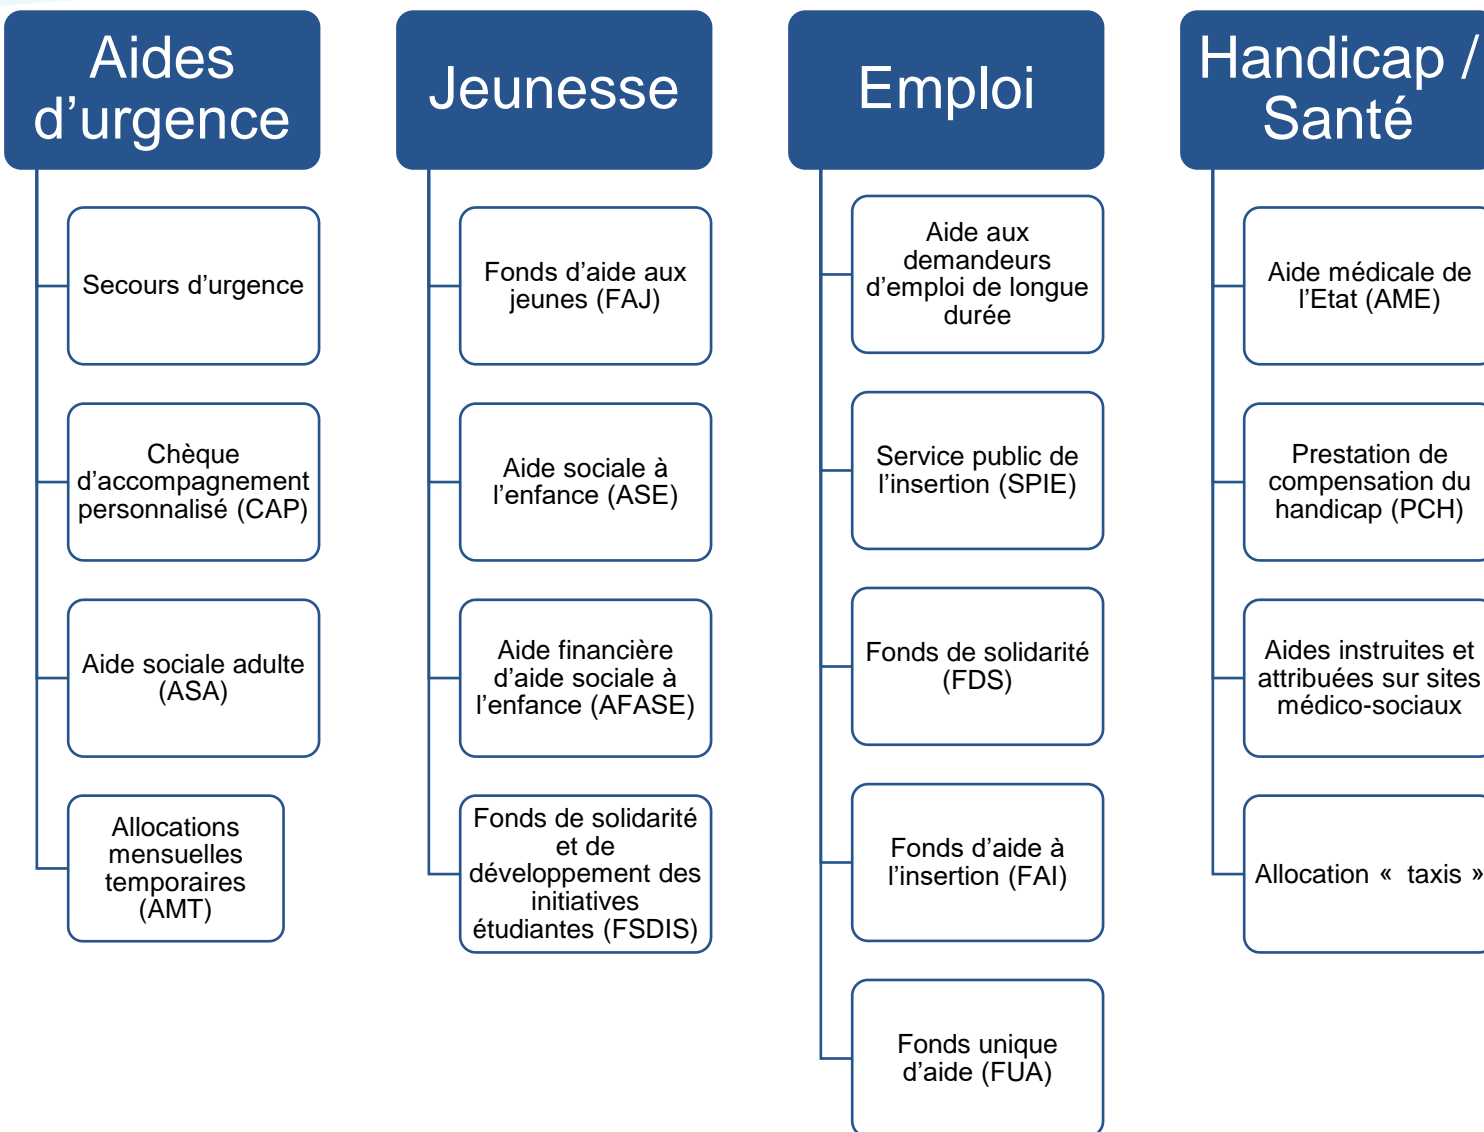 Aides
d’urgence
Secours d’urgence
Chèque
d’accompagnement
personnalisé (CAP)
Aide sociale adulte
(ASA)
Allocations
mensuelles
temporaires
(AMT)
Jeunesse
Fonds d’aide aux
jeunes (FAJ)
Aide sociale à
l’enfance (ASE)
Aide financière
d’aide sociale à
l’enfance (AFASE)
Fonds de solidarité
et de
développement des
initiatives
étudiantes (FSDIS)
Emploi
Aide aux
demandeurs
d’emploi de longue
durée
Service public de
l’insertion (SPIE)
Fonds de solidarité
(FDS)
Fonds d’aide à
l’insertion (FAI)
Fonds unique
d’aide (FUA)
Handicap /
Santé
Aide médicale de
l’Etat (AME)
Prestation de
compensation du
handicap (PCH)
Aides instruites et
attribuées sur sites
médico-sociaux
Allocation « taxis »